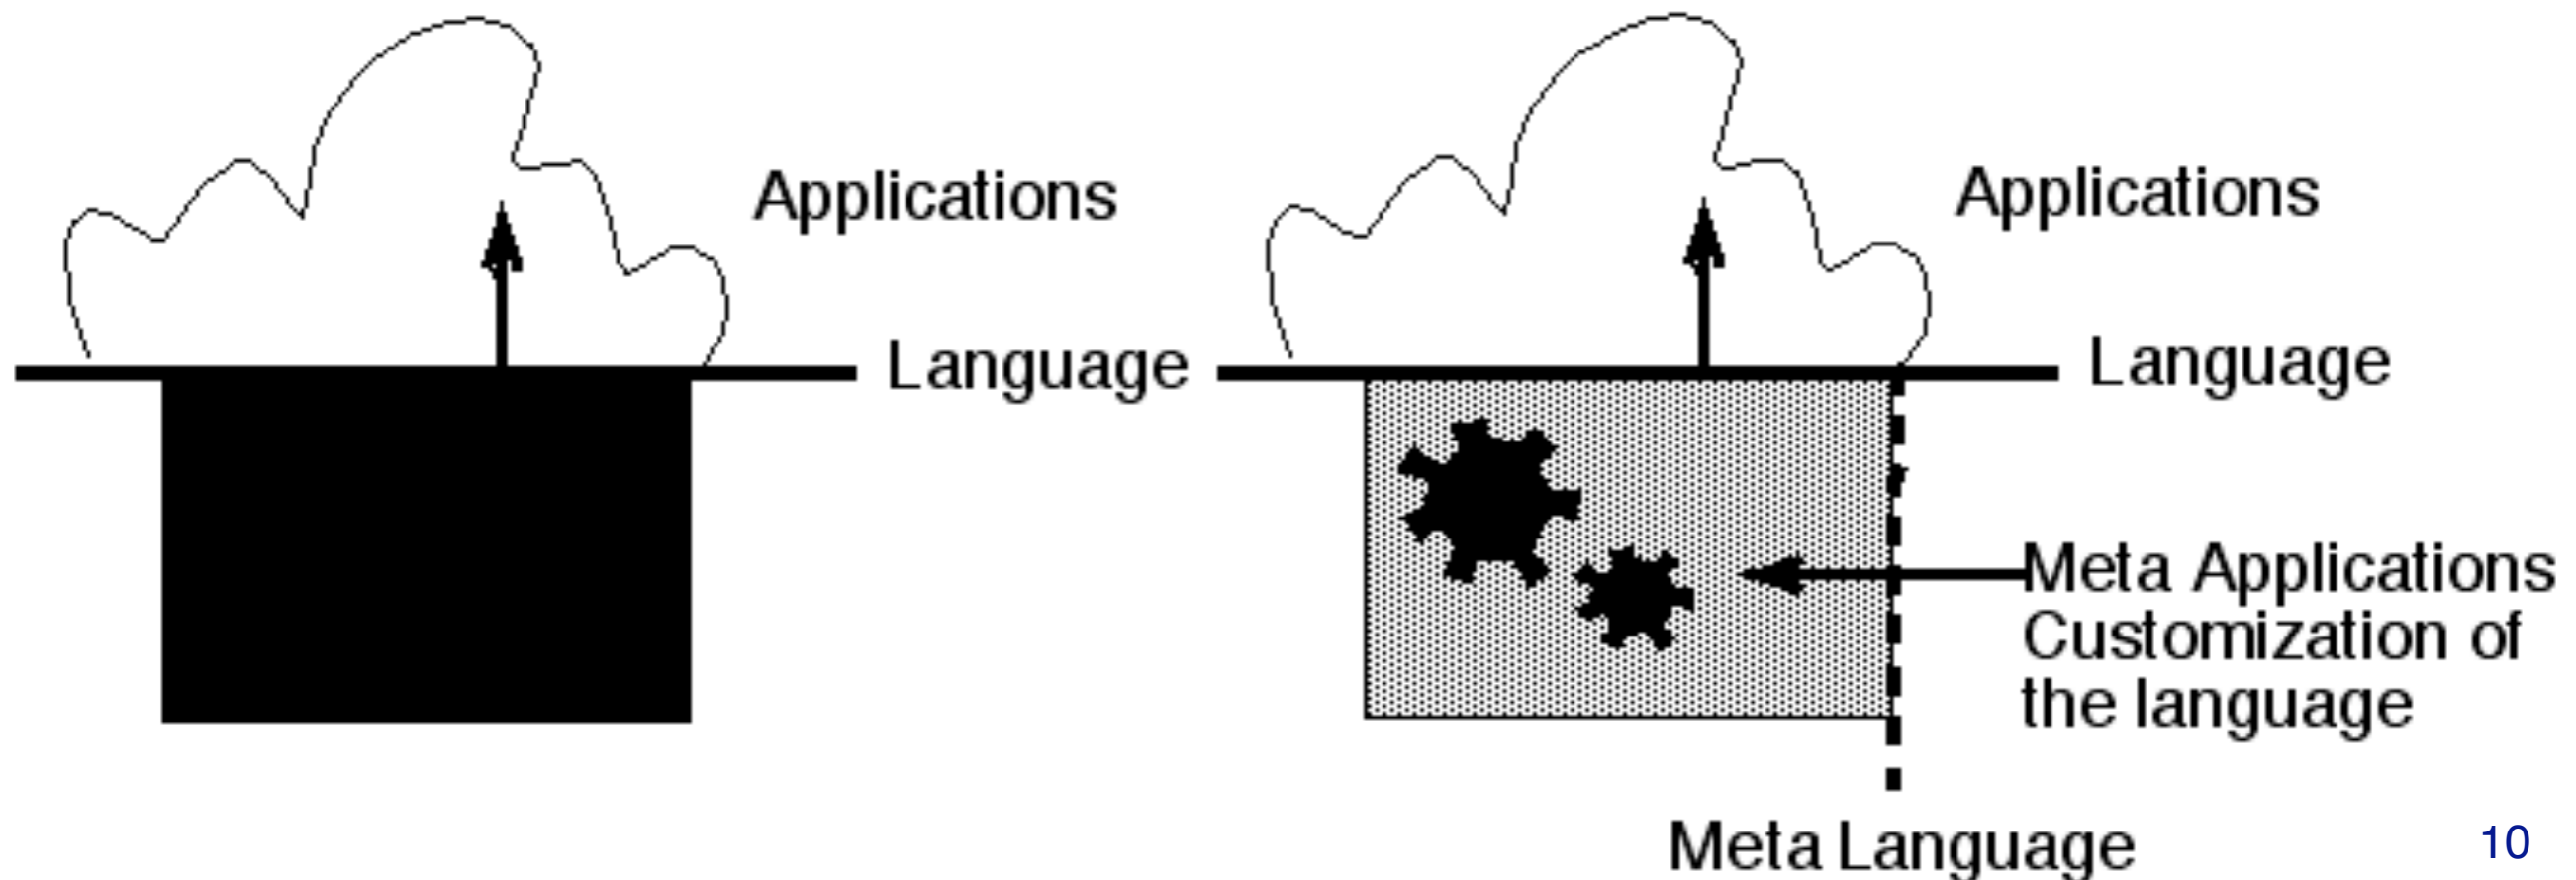 Applications
Language
Applications
Language
Meta Applications
Customization of
the language
Meta Language
10